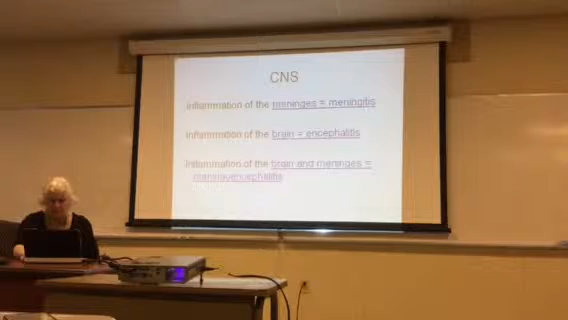 CNS
Inflammation of the meninges = meningitis
Inflammation of the brain = encephalitis
Inflammation of the brain and meninges =
meningoencephalitis